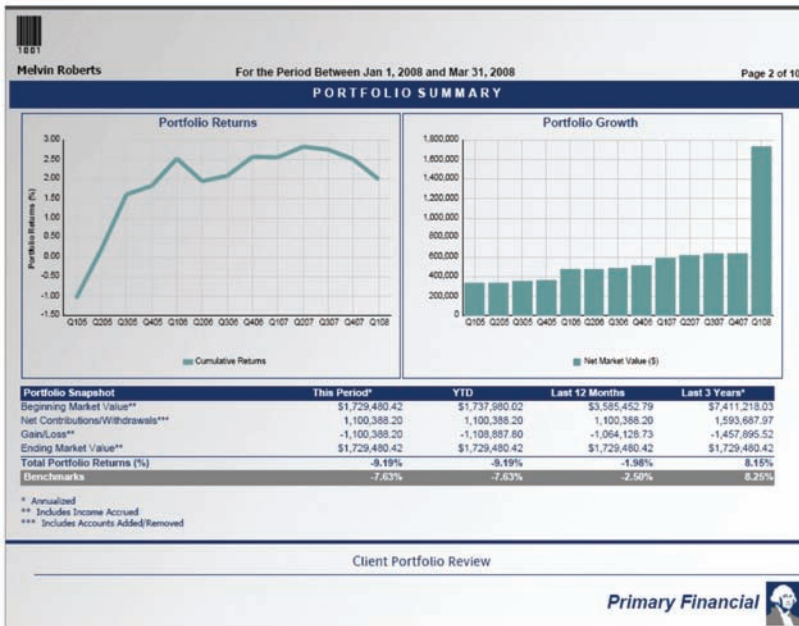 1001
Melvin Roberts For the Period Between Jan 1, 2008 and Mar 31, 2008 Page 2 of 10
PORTFOLIO SUMMARY
Portfolio Returns
3.00
2.50
2.00
1.50
1.00
0.50
0.00
-0.50
-1.00
-1.50
Portfolio Returns (%)
Q105 Q205 Q305 Q405 Q106 Q206 Q306 Q406 Q107 Q207 Q307 Q407 Q108
Cumulative Returns
Portfolio Growth
1,800,000
1,600,000
1,400,000
1,200,000
1,000,000
800,000
600,000
400,000
200,000
0
Q105 Q205 Q305 Q405 Q106 Q206 Q306 Q406 Q107 Q207 Q307 Q407 Q108
Net Market Value ($)
Portfolio Snapshot This Period* YTD Last 12 Months Last 3 Years*
Beginning Market Value** $1,729,480.42 $1,737,980.02 $3,585,452.79 $7,411,218.03
Net Contributions/Withdrawals*** 1,100,388.20 1,100,388.20 1,100,388.20 1,593,687.97
Gain/Loss** -1,100,388.20 -1,108,887.80 -1,064,128.73 -1,457,895.52
Ending Market Value** $1,729,480.42 $1,729,480.42 $1,729,480.42 $1,729,480.42
Total Portfolio Returns (%) -9.19% -9.19% -1.98% 8.15%
Benchmarks -7.63% -7.63% -2.50% 8.25%
* Annualized
** Includes Income Accrued
*** Includes Accounts Added/Removed
Client Portfolio Review
Primary Financial